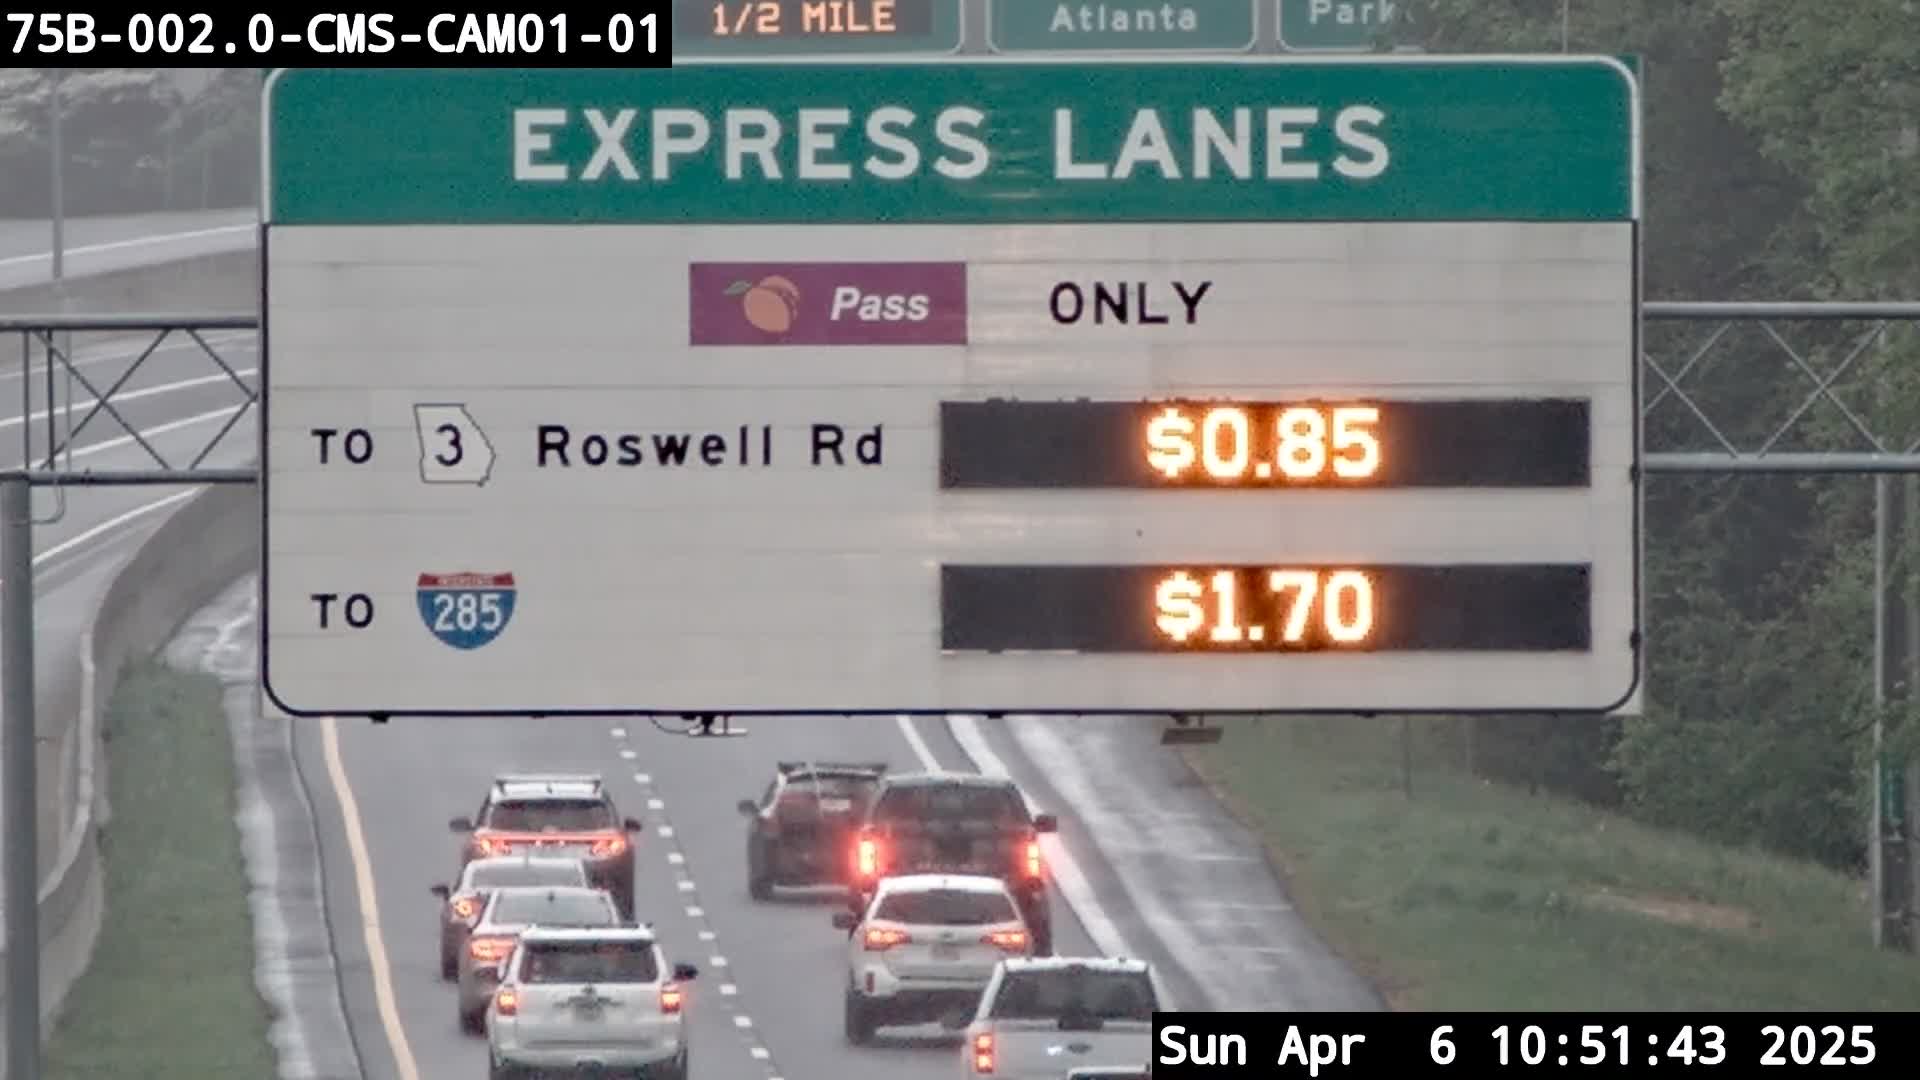 75B-002.0-CMS-CAM01-01
1/2 MILE
Atlanta
Park
EXPRESS LANES
Pass ONLY
TO 3 Roswell Rd $0.85
TO 285 $1.70
Sun Apr 6 10:51:43 2025